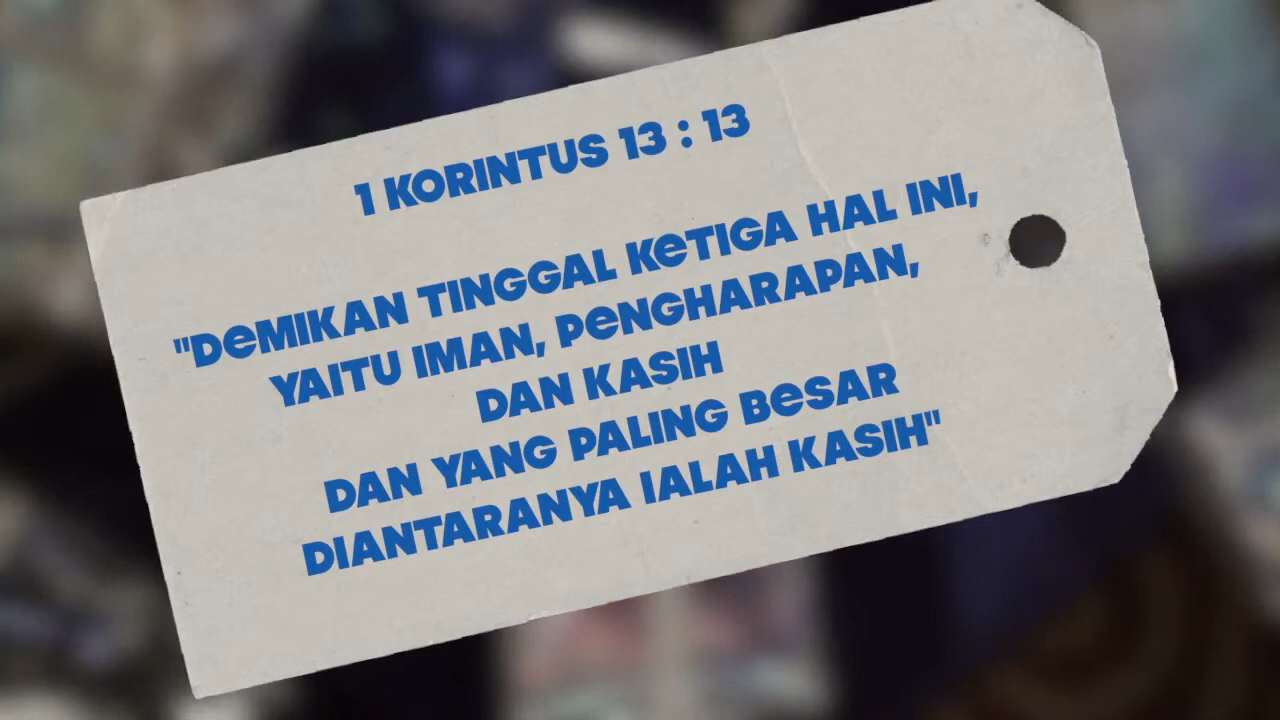 1 KORINTUS 13 : 13
"DEMIKAN TINGGAL KETIGA HAL INI,
YAITU IMAN, PENGHARAPAN,
DAN KASIH
DAN YANG PALING BESAR
DIANTARANYA IALAH KASIH"